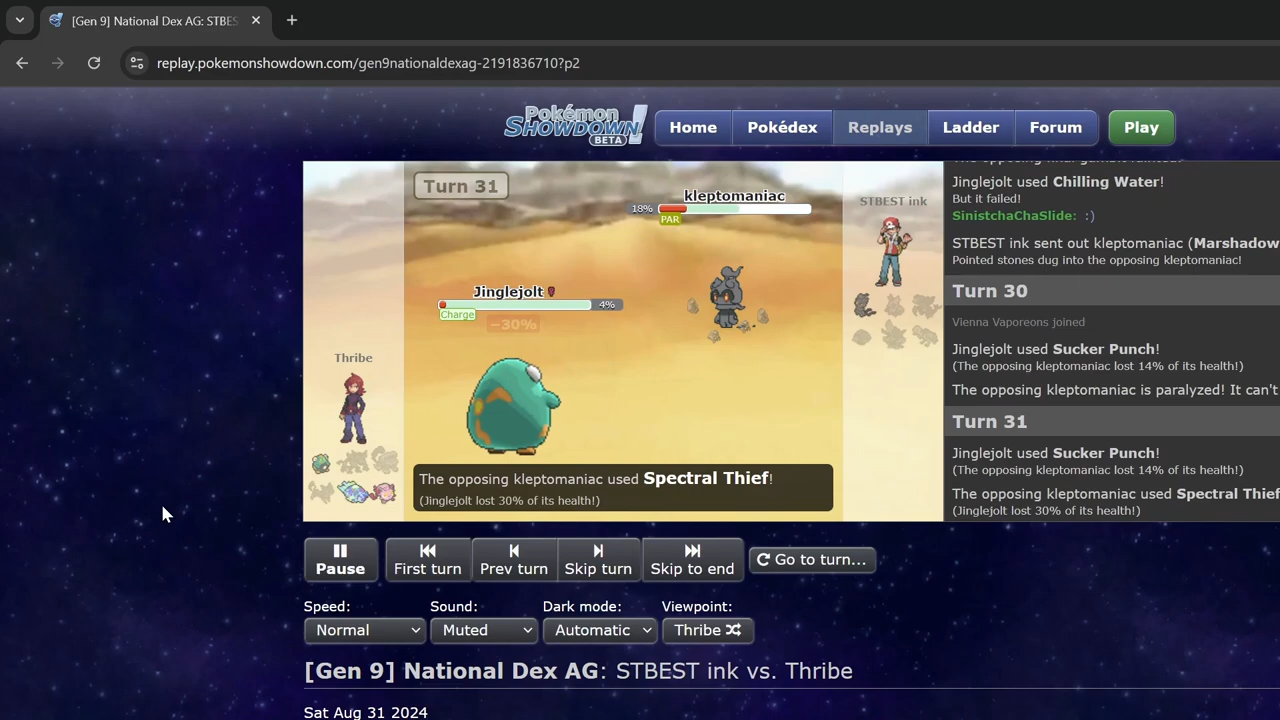 [Gen 9] National Dex AG: STBES
replay.pokemonshowdown.com/gen9nationaldexag-2191836710?p2
Pokémon
SHOWDOWN!
BETA
Home
Pokédex
Replays
Ladder
Forum
Play
Turn 31
kleptomaniac
18%
PAR
STBEST ink
Jinglejolt
4%
Charge
−30%
Thribe
The opposing kleptomaniac used Spectral Thief!
(Jinglejolt lost 30% of its health!)
Jinglejolt used Chilling Water!
But it failed!
SinistchaChaSlide: :)
STBEST ink sent out kleptomaniac (Marshadow
Pointed stones dug into the opposing kleptomaniac!
Turn 30
Vienna Vaporeons joined
Jinglejolt used Sucker Punch!
(The opposing kleptomaniac lost 14% of its health!)
The opposing kleptomaniac is paralyzed! It can't
Turn 31
Jinglejolt used Sucker Punch!
(The opposing kleptomaniac lost 14% of its health!)
The opposing kleptomaniac used Spectral Thief
(Jinglejolt lost 30% of its health!)
Pause
First turn
Prev turn
Skip turn
Skip to end
Go to turn...
Speed:
Sound:
Dark mode:
Viewpoint:
Normal
Muted
Automatic
Thribe
[Gen 9] National Dex AG: STBEST ink vs. Thribe
Sat Aug 31 2024